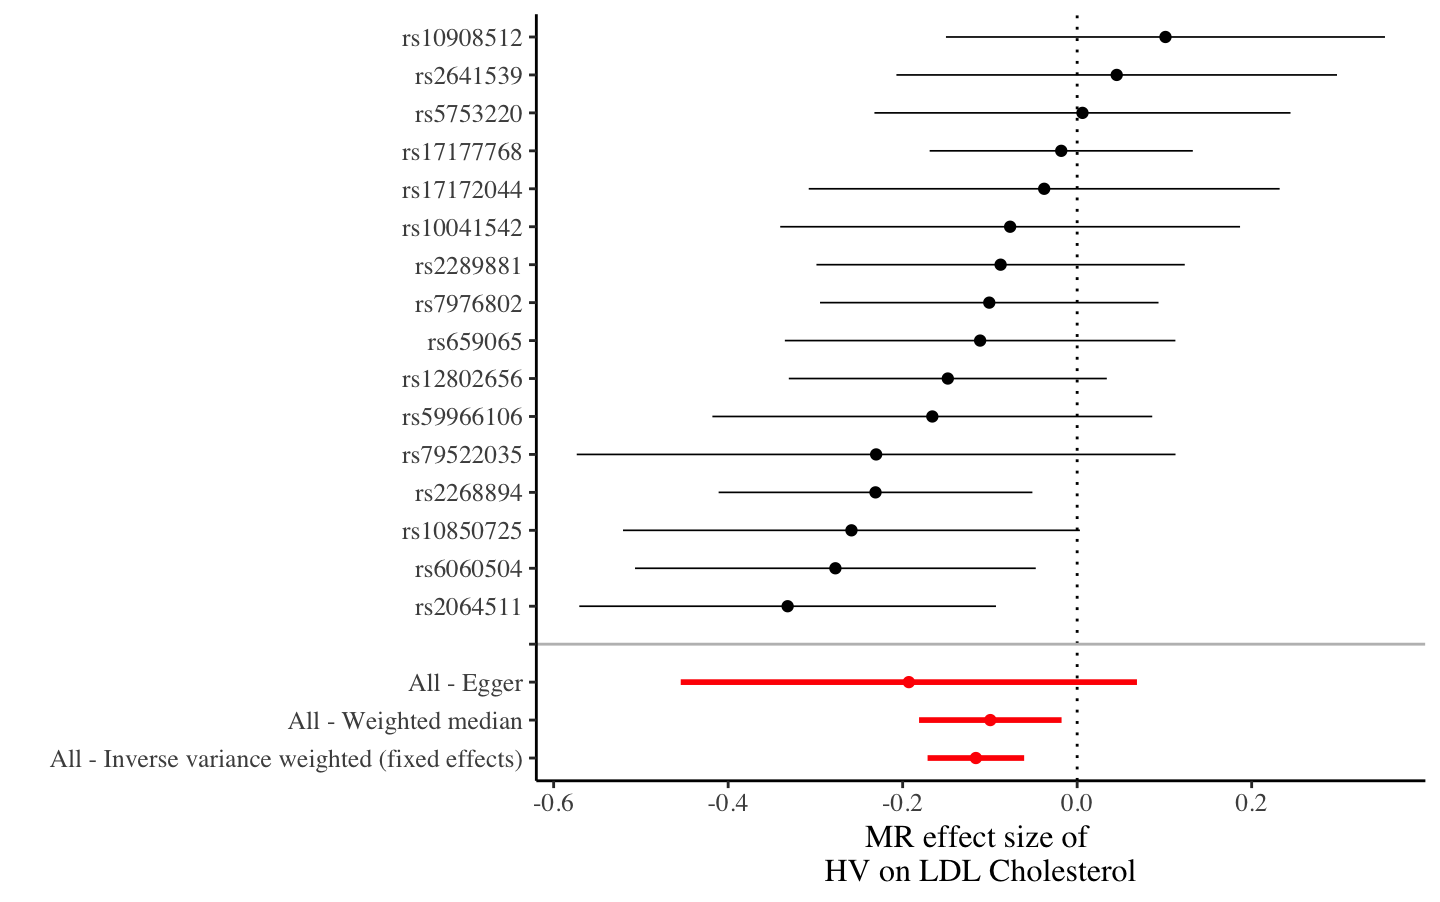 rs10908512
rs2641539
rs5753220
rs17177768
rs17172044
rs10041542
rs2289881
rs7976802
rs659065
rs12802656
rs59966106
rs79522035
rs2268894
rs10850725
rs6060504
rs2064511
All - Egger
All - Weighted median
All - Inverse variance weighted (fixed effects)
-0.6 -0.4 -0.2 0.0 0.2
MR effect size of
HV on LDL Cholesterol